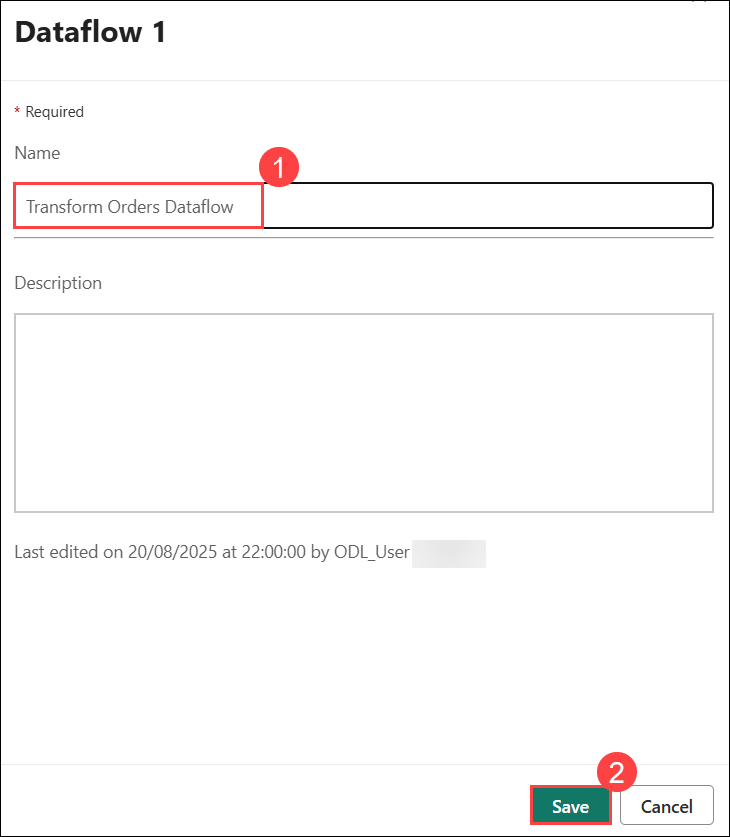 Dataflow 1
* Required
Name
1
Transform Orders Dataflow
Description
Last edited on 20/08/2025 at 22:00:00 by ODL_User
2
Save
Cancel